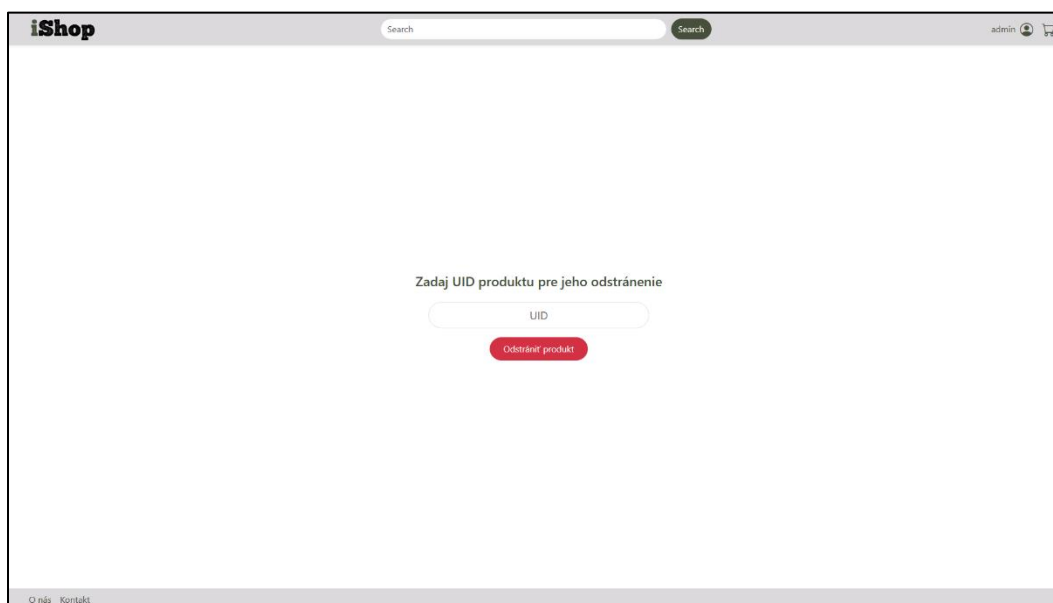 iShop
Search
Search
admin
Zadaj UID produktu pre jeho odstránenie
UID
Odstrániť produkt
O nás Kontakt